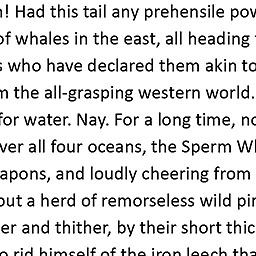 ! Had this tail any prehensile pow
of whales in the east, all heading
who have declared them akin to
the all-grasping western world.
for water. Nay. For a long time, no
ver all four oceans, the Sperm Wh
apons, and loudly cheering from
out a herd of remorseless wild pi
er and thither, by their short thic
rid himself of the iron leech tha